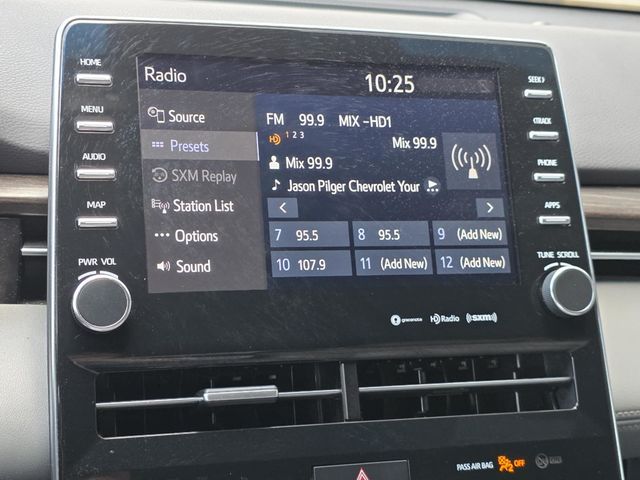 HOME
MENU
AUDIO
MAP
PWR VOL
Radio
10:25
Source
Presets
SXM Replay
Station List
Options
Sound
FM 99.9 MIX -HD1
HD 1 2 3
Mix 99.9
Mix 99.9
Jason Pilger Chevrolet Your
7 95.5
8 95.5
9 (Add New)
10 107.9
11 (Add New)
12 (Add New)
SEEK
TRACK
PHONE
APPS
TUNE SCROLL
gracenote HD Radio SXM
PASS AIR BAG OFF